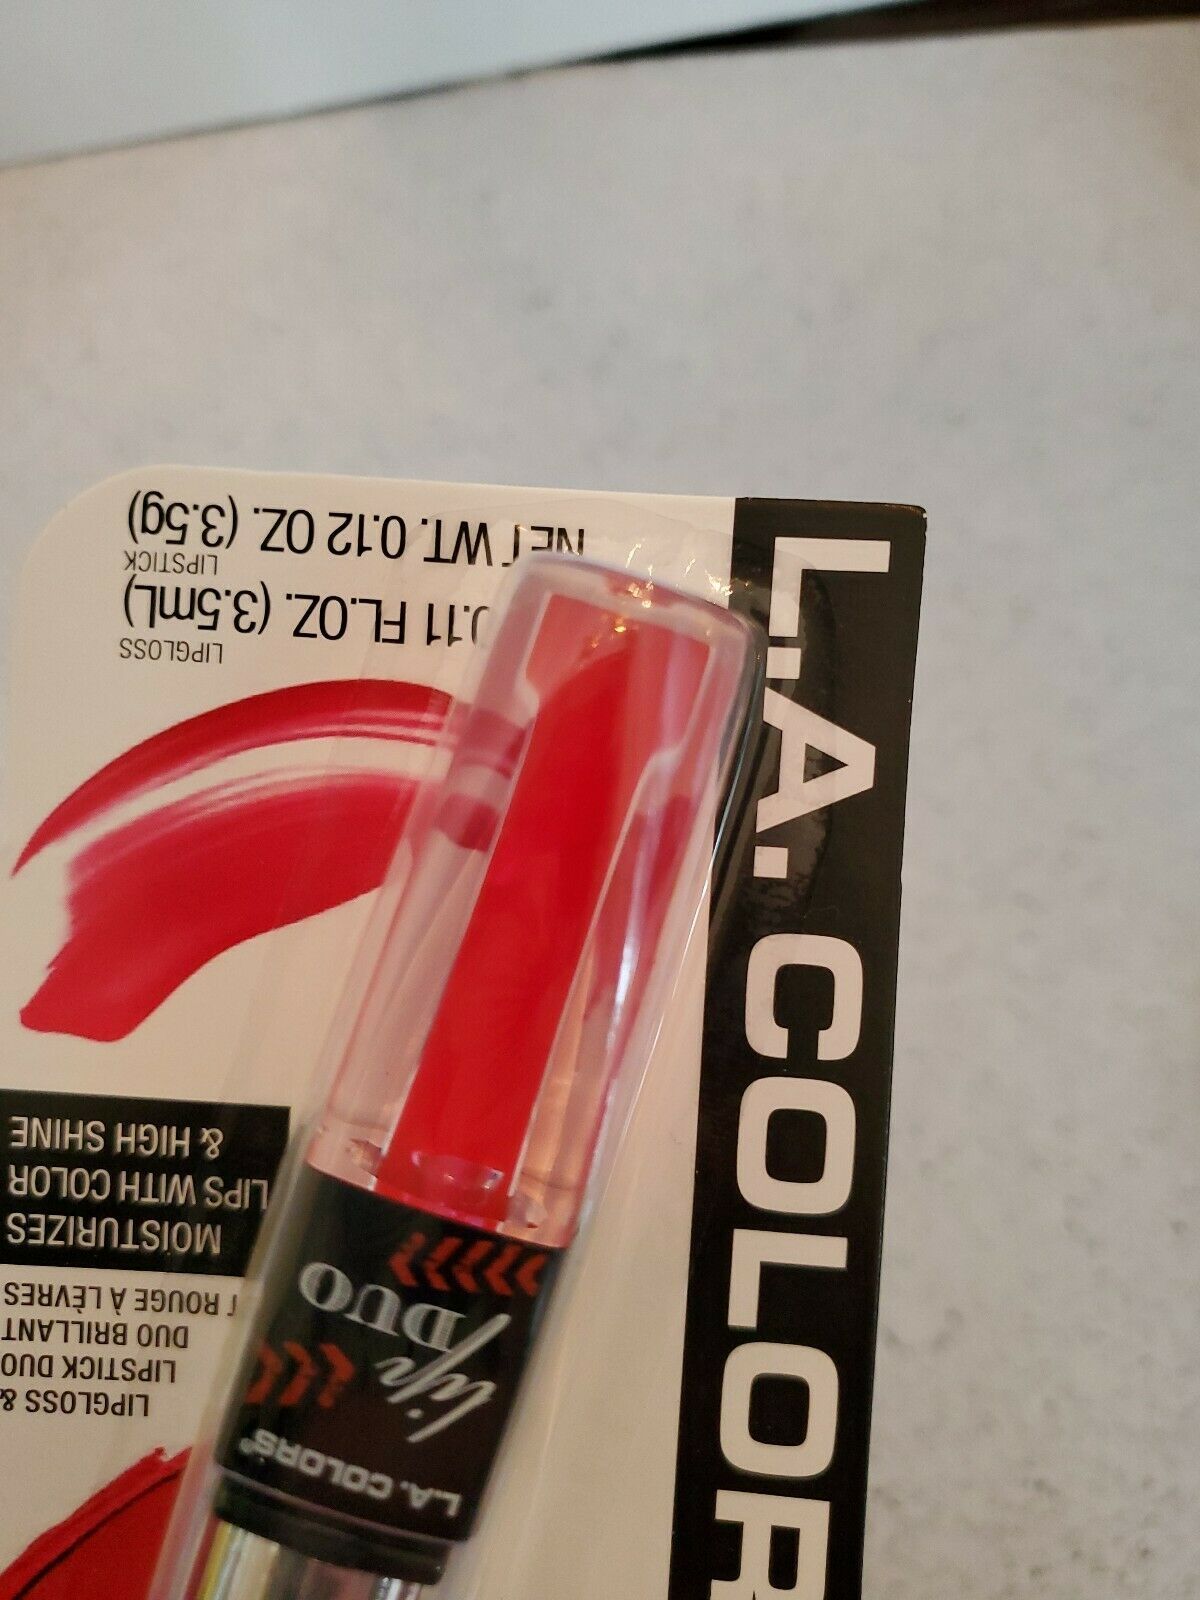 L.A. COLOR
LIPGLOSS &
LIPSTICK DUO
DUO BRILLANT
ROUGE À LÈVRES
MOISTURIZES
LIPS WITH COLOR
& HIGH SHINE
LIPGLOSS
0.11 FL.OZ. (3.5mL)
LIPSTICK
NET WT. 0.12 OZ. (3.5g)
L.A. COLORS®
lip
DUO